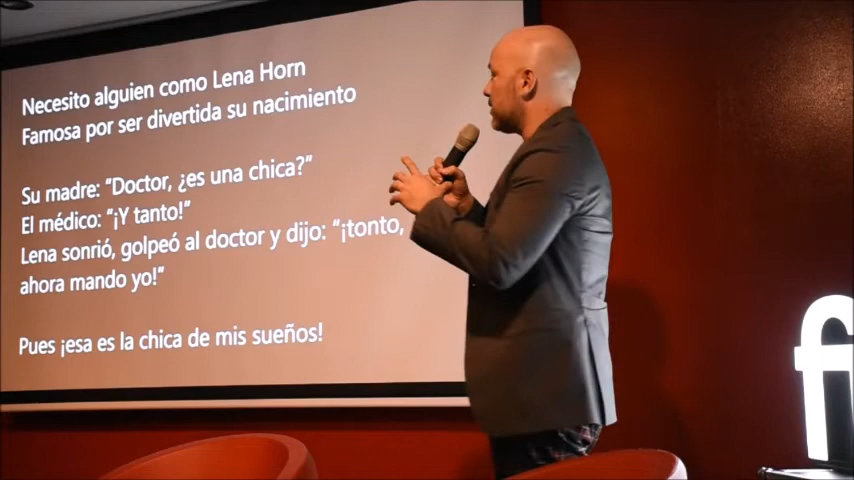 Necesito alguien como Lena Horn
Famosa por ser divertida su nacimiento
Su madre: "Doctor, ¿es una chica?"
El médico: "¡Y tanto!"
Lena sonrió, golpeó al doctor y dijo: "¡tonto,
ahora mando yo!"
Pues ¡esa es la chica de mis sueños!
f